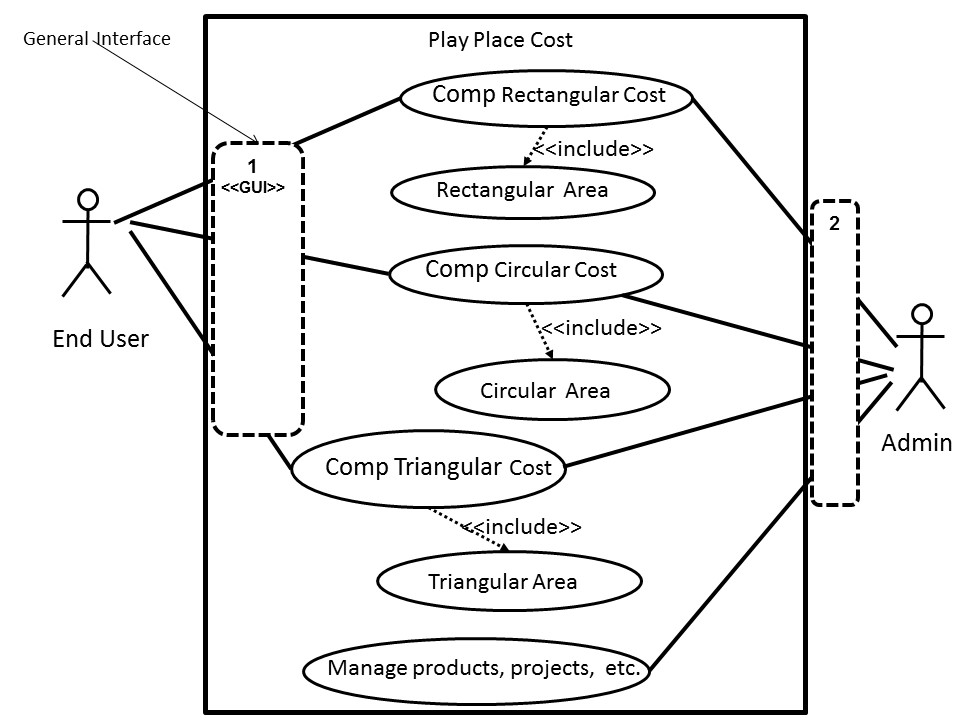 General Interface
Play Place Cost
Comp Rectangular Cost
<<include>>
1
<<GUI>>
Rectangular Area
2
Comp Circular Cost
<<include>>
End User
Circular Area
Admin
Comp Triangular Cost
<<include>>
Triangular Area
Manage products, projects, etc.